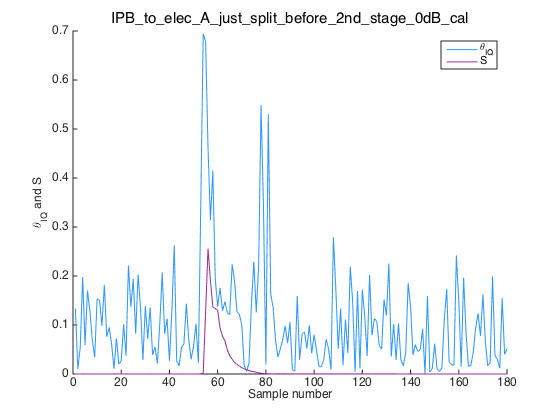 IPB_to_elec_A_just_split_before_2nd_stage_0dB_cal
0.7
θIQ
S
0.6
0.5
0.4
θIQ and S
0.3
0.2
0.1
0
0 20 40 60 80 100 120 140 160 180
Sample number